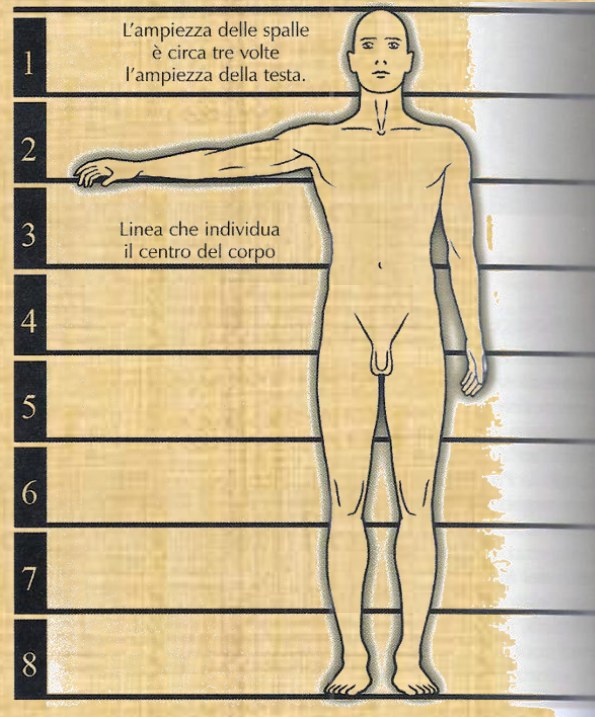 1
L'ampiezza delle spalle
è circa tre volte
l'ampiezza della testa.
2
3
Linea che individua
il centro del corpo
4
5
6
7
8